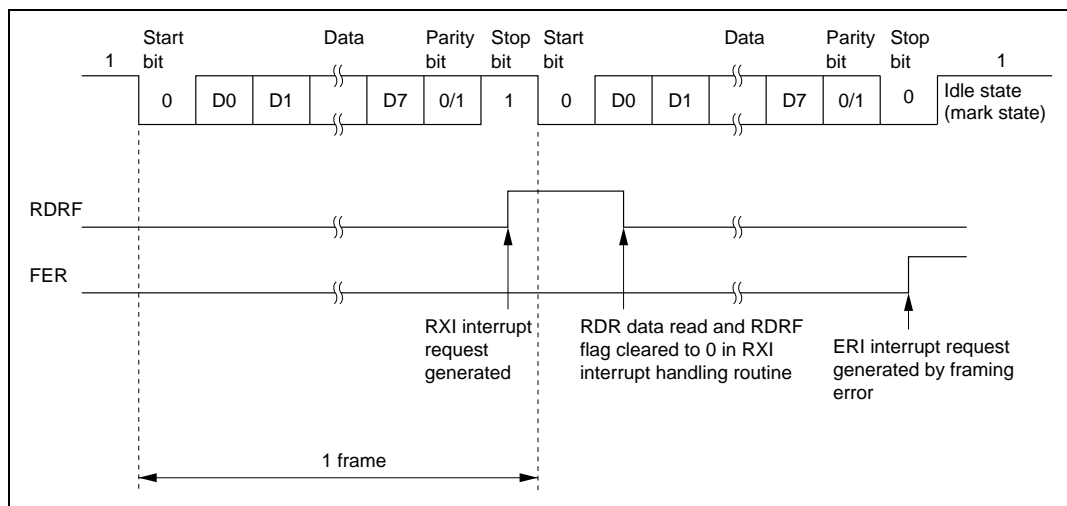 Start bit
Data
Parity bit
Stop bit
Start bit
Data
Parity bit
Stop bit
1
1
0
D0
D1
D7
0/1
1
0
D0
D1
D7
0/1
0
Idle state
(mark state)
RDRF
FER
RXI interrupt
request
generated
RDR data read and RDRF
flag cleared to 0 in RXI
interrupt handling routine
ERI interrupt request
generated by framing
error
1 frame